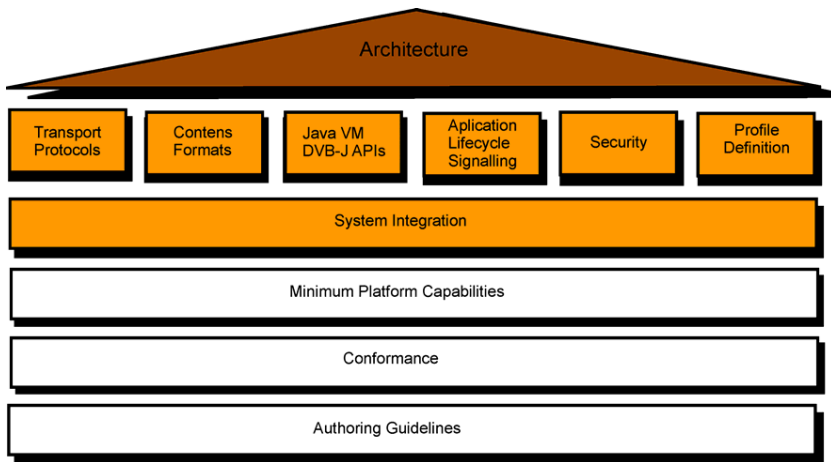 Architecture
Transport
Protocols
Contens
Formats
Java VM
DVB-J APIs
Aplication
Lifecycle
Signalling
Security
Profile
Definition
System Integration
Minimum Platform Capabilities
Conformance
Authoring Guidelines